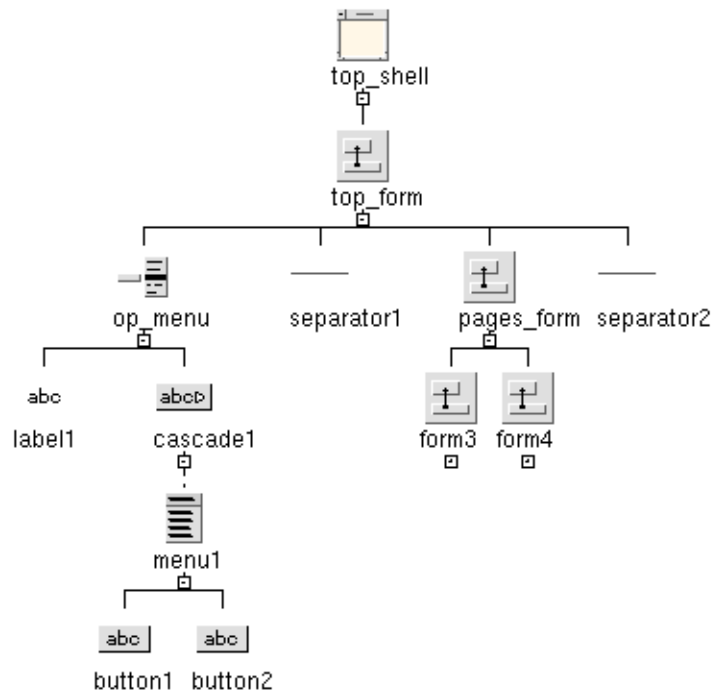 top_shell
top_form
op_menu separator1 pages_form separator2
abc abc
label1 cascade1 form3 form4
menu1
abc abc
button1 button2